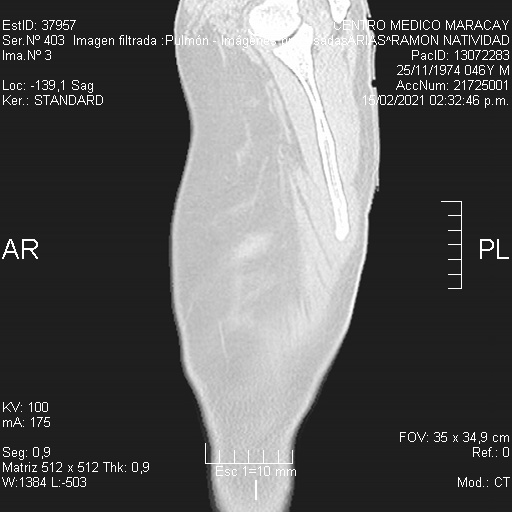 EstID: 37957
CENTRO MEDICO MARACAY
Ser.Nº 403 Imagen filtrada :Pulmón - Imágenes ARIAS^RAMON NATIVIDAD
Ima.Nº 3
PacID: 13072283
25/11/1974 046Y M
Loc: -139,1 Sag
AccNum: 21725001
Ker.: STANDARD
15/02/2021 02:32:46 p.m.
AR
PL
KV: 100
mA: 175
FOV: 35 x 34,9 cm
Seg: 0,9
Ref.: 0
Esc 1=10 mm
Matriz 512 x 512 Thk: 0,9
W:1384 L:-503
Mod.: CT